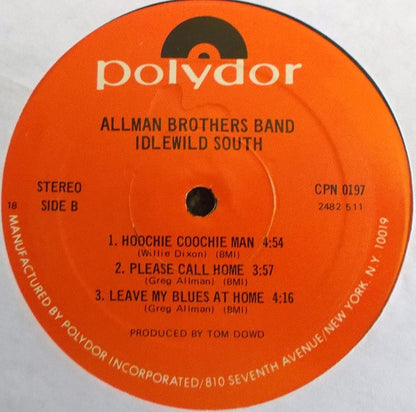 polydor
ALLMAN BROTHERS BAND
IDLEWILD SOUTH
STEREO
SIDE B
CPN 0197
2482 511
18
1. HOOCHIE COOCHIE MAN 4:54
(Willie Dixon) (BMI)
2. PLEASE CALL HOME 3:57
(Greg Allman) (BMI)
3. LEAVE MY BLUES AT HOME 4:16
(Greg Allman) (BMI)
PRODUCED BY TOM DOWD
MANUFACTURED BY POLYDOR INCORPORATED/810 SEVENTH AVENUE/NEW YORK, N.Y. 10019